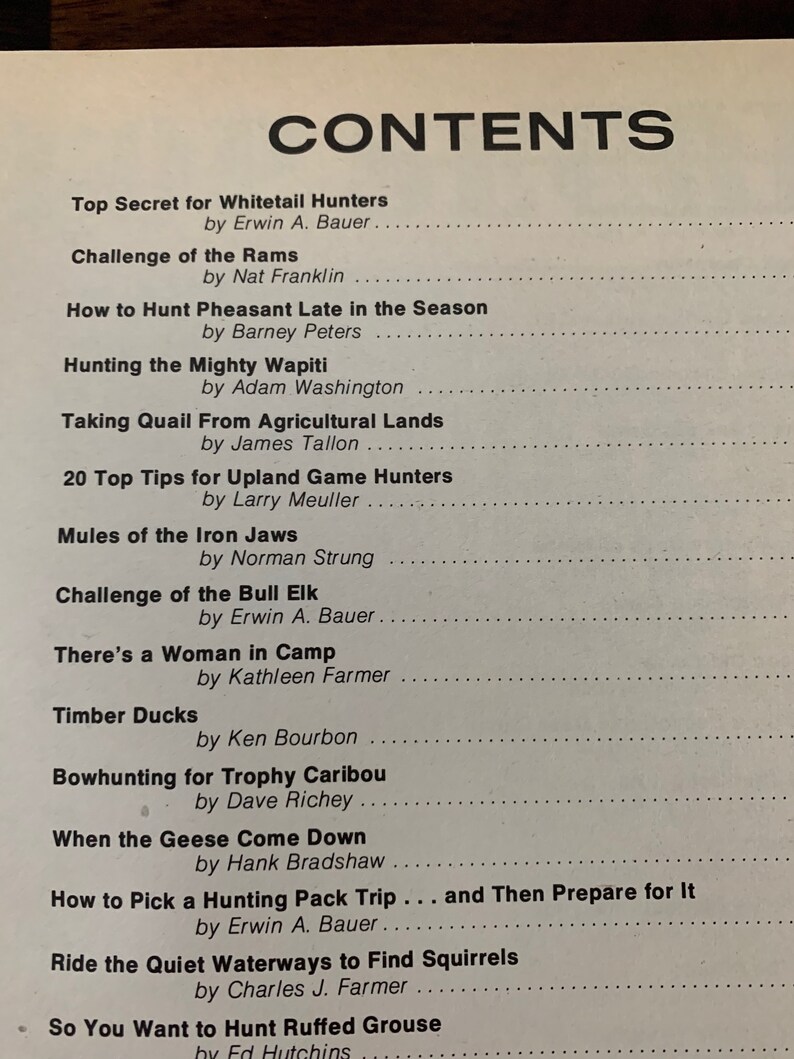 CONTENTS
Top Secret for Whitetail Hunters
by Erwin A. Bauer
Challenge of the Rams
by Nat Franklin
How to Hunt Pheasant Late in the Season
by Barney Peters
Hunting the Mighty Wapiti
by Adam Washington
Taking Quail From Agricultural Lands
by James Tallon
20 Top Tips for Upland Game Hunters
by Larry Meuller
Mules of the Iron Jaws
by Norman Strung
Challenge of the Bull Elk
by Erwin A. Bauer
There's a Woman in Camp
by Kathleen Farmer
Timber Ducks
by Ken Bourbon
Bowhunting for Trophy Caribou
by Dave Richey
When the Geese Come Down
by Hank Bradshaw
How to Pick a Hunting Pack Trip . . . and Then Prepare for It
by Erwin A. Bauer
Ride the Quiet Waterways to Find Squirrels
by Charles J. Farmer
So You Want to Hunt Ruffed Grouse
by Ed Hutchins